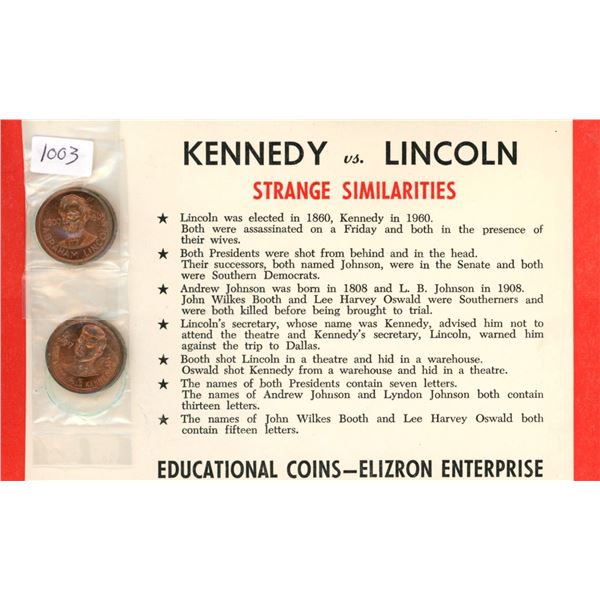 1003
KENNEDY vs. LINCOLN
STRANGE SIMILARITIES
★ Lincoln was elected in 1860, Kennedy in 1960.
Both were assassinated on a Friday and both in the presence of
their wives.
★ Both Presidents were shot from behind and in the head.
Their successors, both named Johnson, were in the Senate and both
were Southern Democrats.
★ Andrew Johnson was born in 1808 and L. B. Johnson in 1908.
John Wilkes Booth and Lee Harvey Oswald were Southerners and
were both killed before being brought to trial.
★ Lincoln's secretary, whose name was Kennedy, advised him not to
attend the theatre and Kennedy's secretary, Lincoln, warned him
against the trip to Dallas.
★ Booth shot Lincoln in a theatre and hid in a warehouse.
Oswald shot Kennedy from a warehouse and hid in a theatre.
★ The names of both Presidents contain seven letters.
The names of Andrew Johnson and Lyndon Johnson both contain
thirteen letters.
★ The names of John Wilkes Booth and Lee Harvey Oswald both
contain fifteen letters.
EDUCATIONAL COINS—ELIZRON ENTERPRISE
ABRAHAM LINCOLN